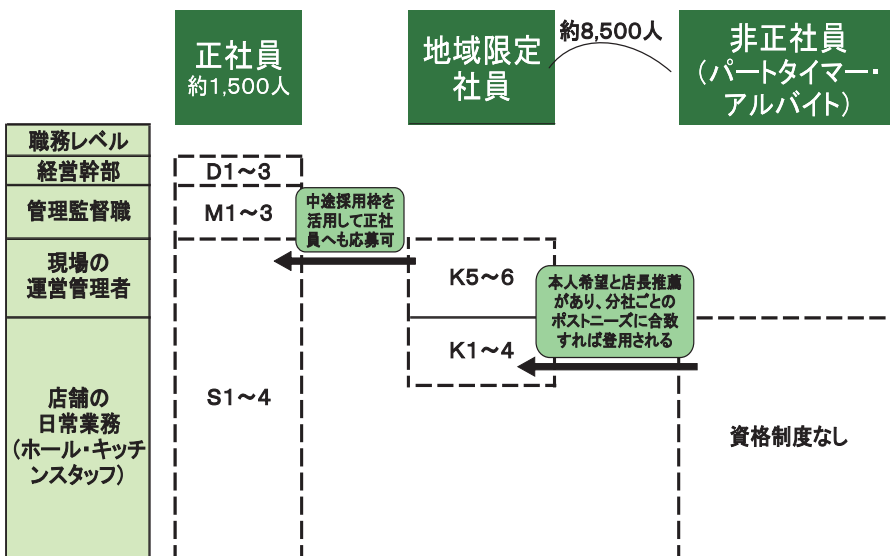 正社員
約1,500人
地域限定
社員
約8,500人
非正社員
(パートタイマー・
アルバイト)
職務レベル
経営幹部
D1～3
管理監督職
M1～3
中途採用枠を
活用して正社
員へも応募可
現場の
運営管理者
K5～6
本人希望と店長推薦
があり、分社ごとの
ポストニーズに合致
すれば登用される
K1～4
店舗の
日常業務
(ホール・キッチ
ンスタッフ)
S1～4
資格制度なし